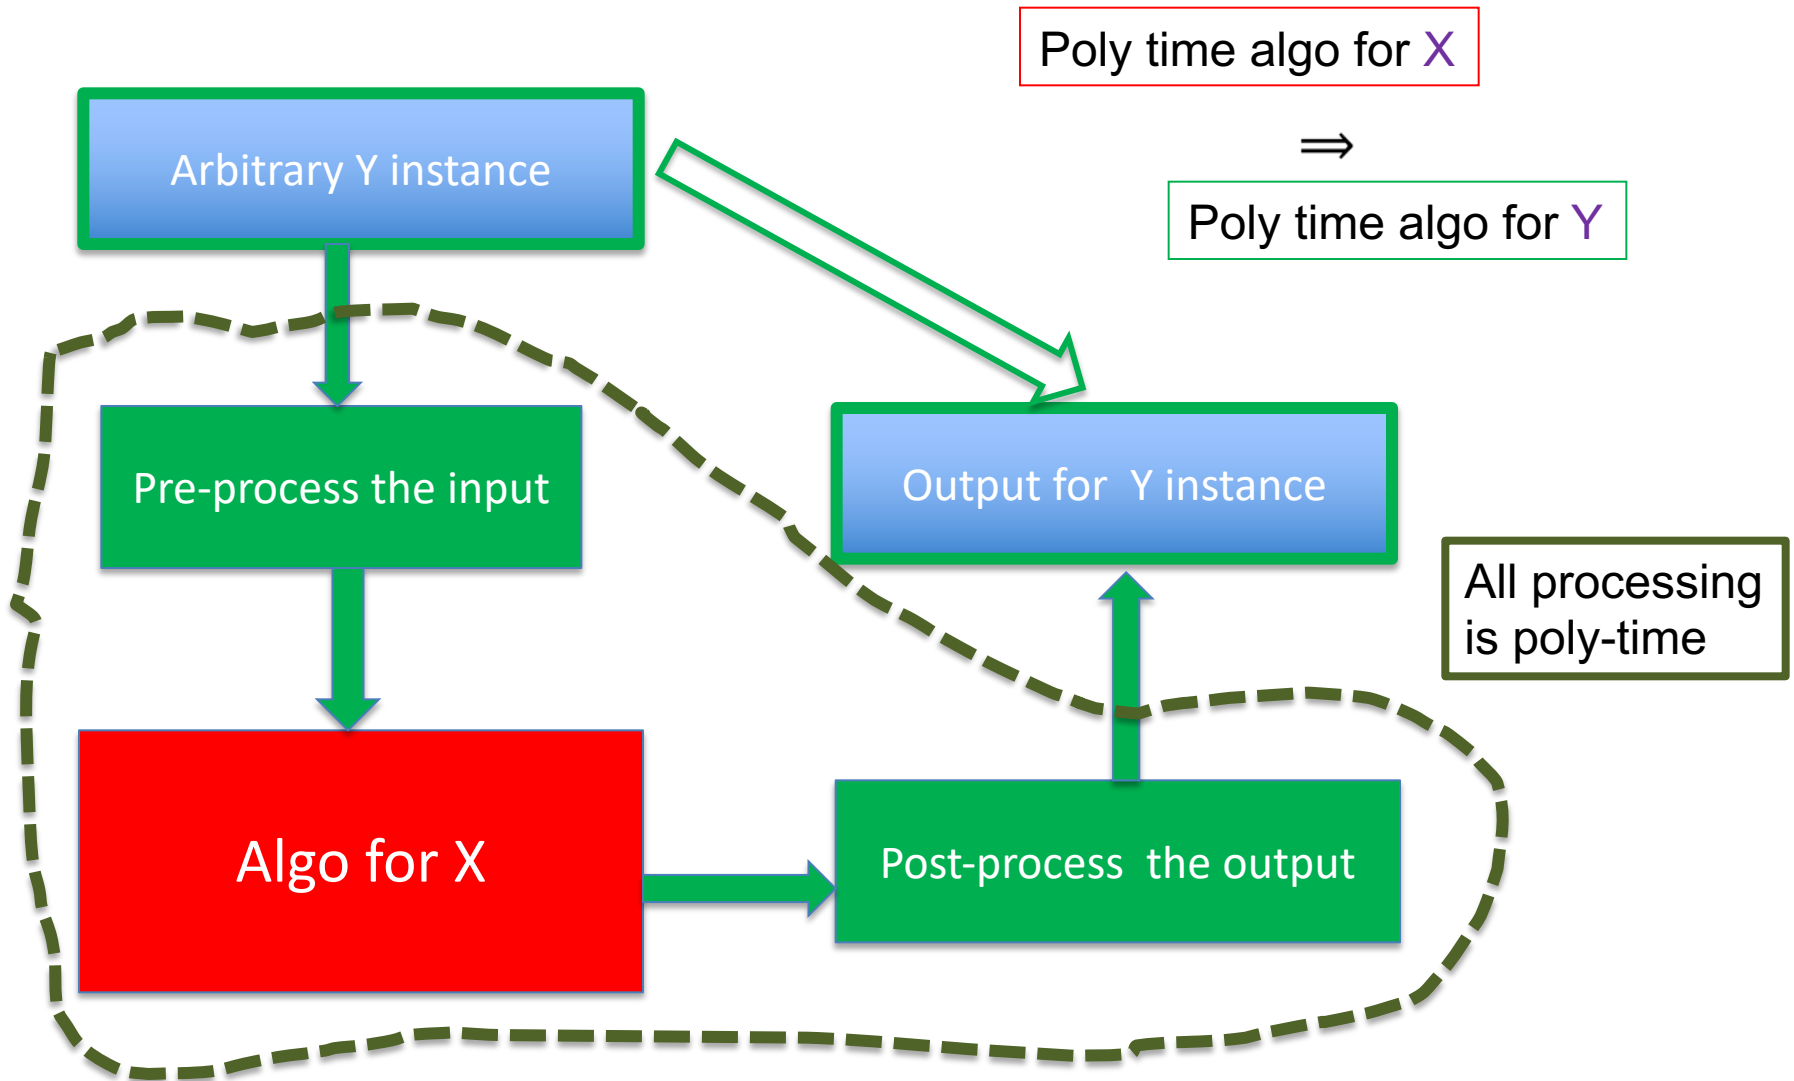 Poly time algo for X
⇒
Poly time algo for Y
Arbitrary Y instance
Pre-process the input
Output for Y instance
All processing
is poly-time
Algo for X
Post-process the output